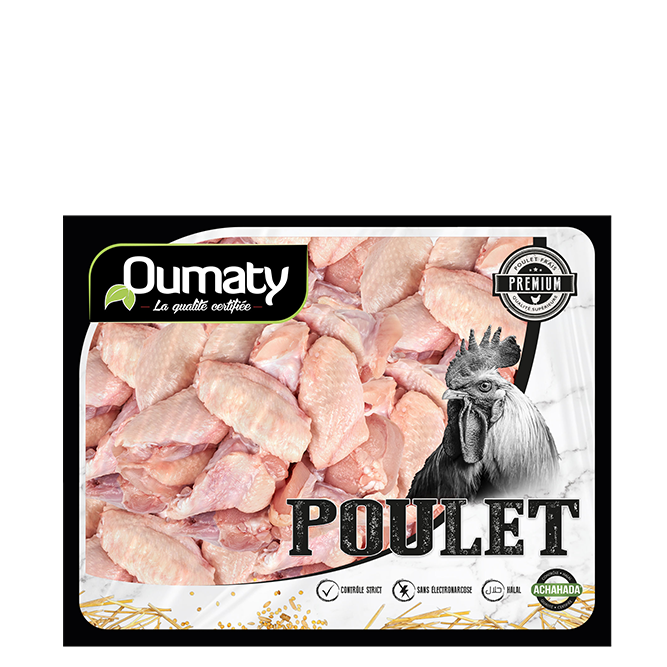 Oumaty
La qualité certifiée
POULET FRAIS
PREMIUM
QUALITÉ SUPÉRIEURE
POULET
CONTRÔLE STRICT
SANS ÉLECTRONARCOSE
حلال
HALAL
ACHAHADA